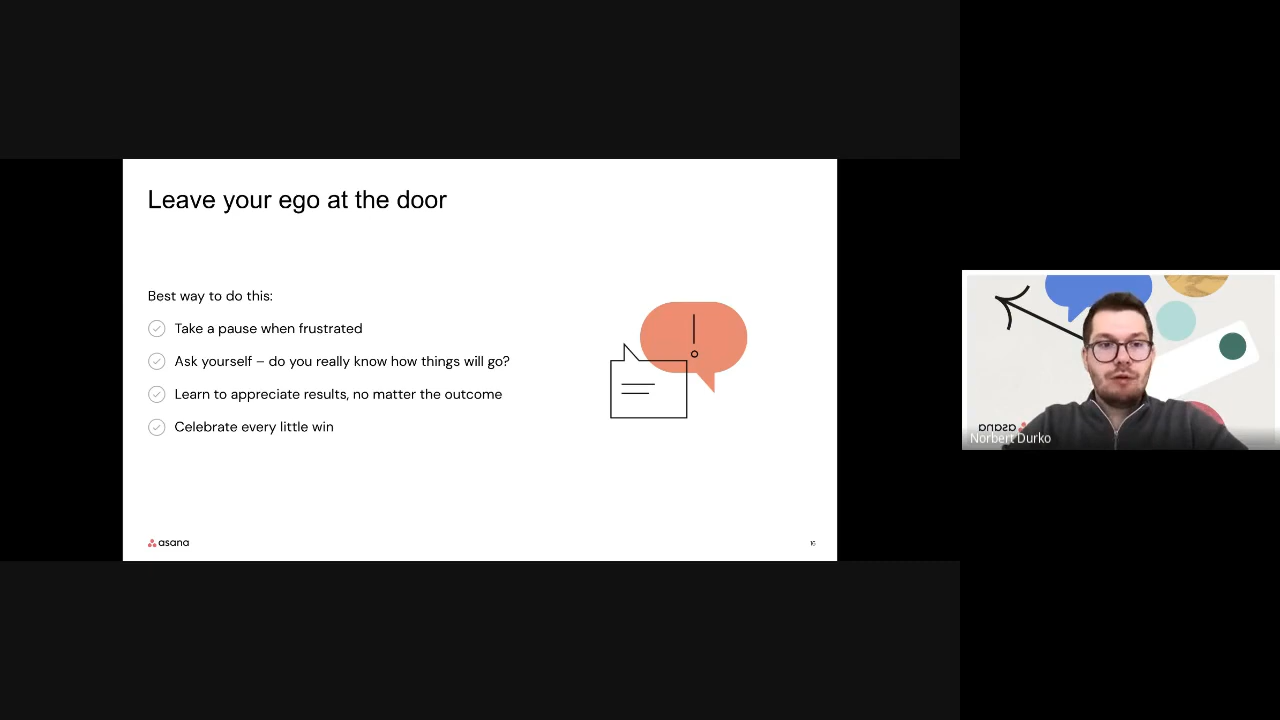 Leave your ego at the door
Best way to do this:
Take a pause when frustrated
Ask yourself – do you really know how things will go?
Learn to appreciate results, no matter the outcome
Celebrate every little win
asana
16
asana
Norbert Durko